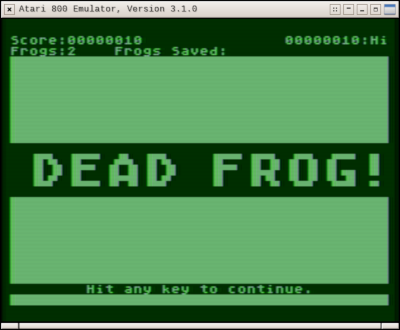 Atari 800 Emulator, Version 3.1.0
Score:00000010 00000010:Hi
Frogs:2 Frogs Saved:
DEAD FROG!
Hit any key to continue.